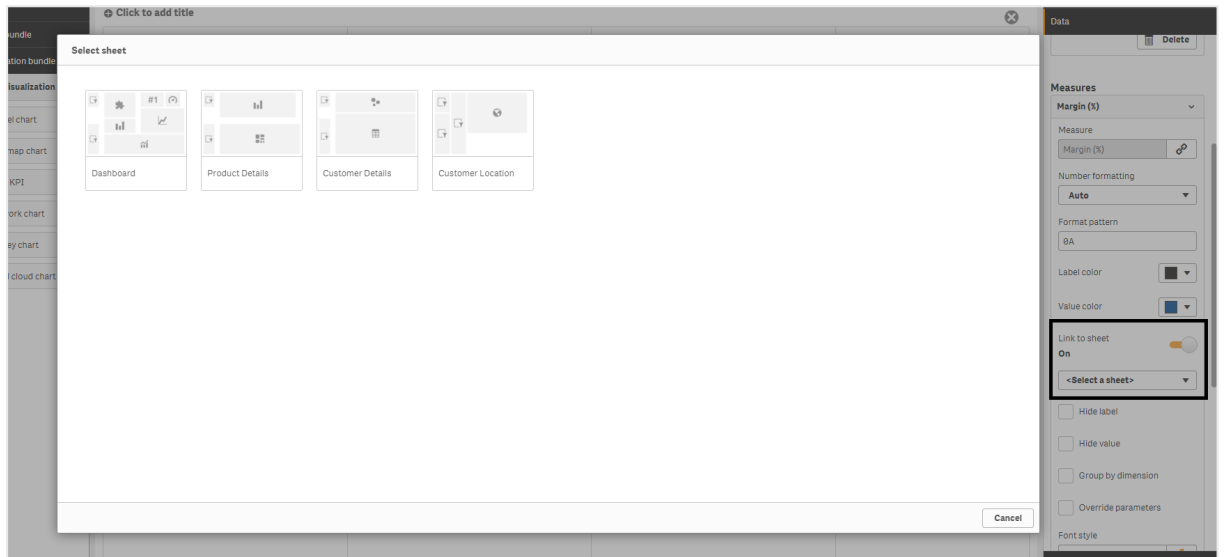 Click to add title
Data
undle
ation bundle
isualization
el chart
map chart
KPI
ork chart
ey chart
l cloud chart
Select sheet
#1
Dashboard
Product Details
Customer Details
Customer Location
Cancel
Delete
Measures
Margin (%)
Measure
Margin (%)
Number formatting
Auto
Format pattern
0A
Label color
Value color
Link to sheet
On
<Select a sheet>
Hide label
Hide value
Group by dimension
Override parameters
Font style